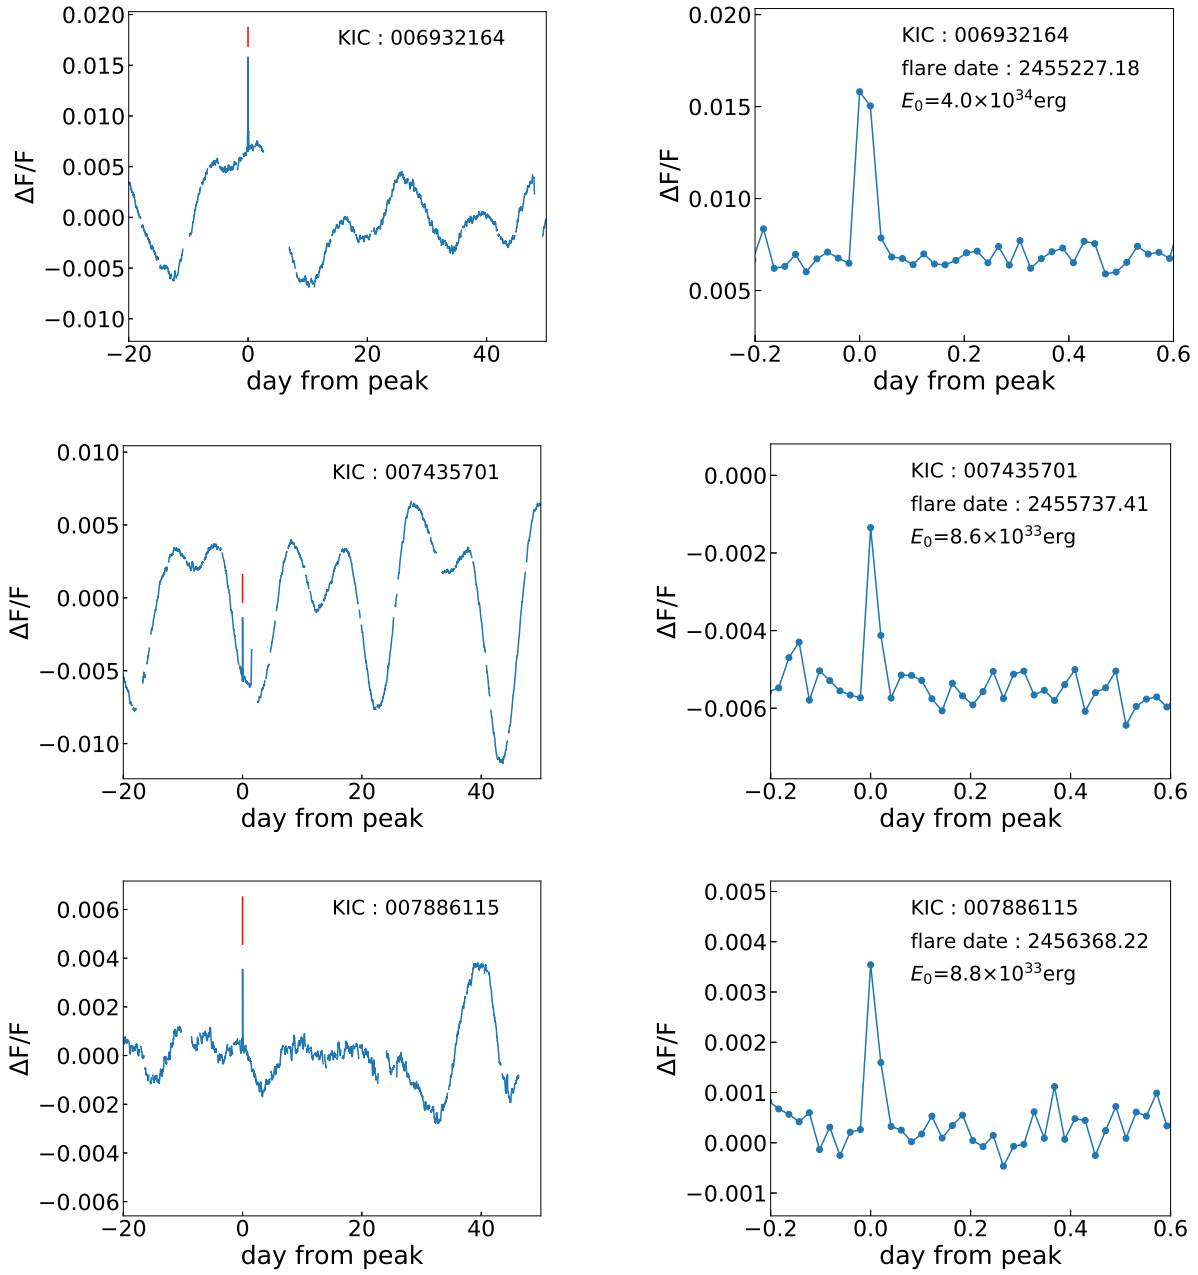 0.020
0.015
0.010
0.005
0.000
−0.005
−0.010
ΔF/F
KIC : 006932164
−20 0 20 40
day from peak
0.020
0.015
0.010
0.005
ΔF/F
KIC : 006932164
flare date : 2455227.18
E₀=4.0×10³⁴erg
−0.2 0.0 0.2 0.4 0.6
day from peak
0.010
0.005
0.000
−0.005
−0.010
ΔF/F
KIC : 007435701
−20 0 20 40
day from peak
0.000
−0.002
−0.004
−0.006
ΔF/F
KIC : 007435701
flare date : 2455737.41
E₀=8.6×10³³erg
−0.2 0.0 0.2 0.4 0.6
day from peak
0.006
0.004
0.002
0.000
−0.002
−0.004
−0.006
ΔF/F
KIC : 007886115
−20 0 20 40
day from peak
0.005
0.004
0.003
0.002
0.001
0.000
−0.001
ΔF/F
KIC : 007886115
flare date : 2456368.22
E₀=8.8×10³³erg
−0.2 0.0 0.2 0.4 0.6
day from peak